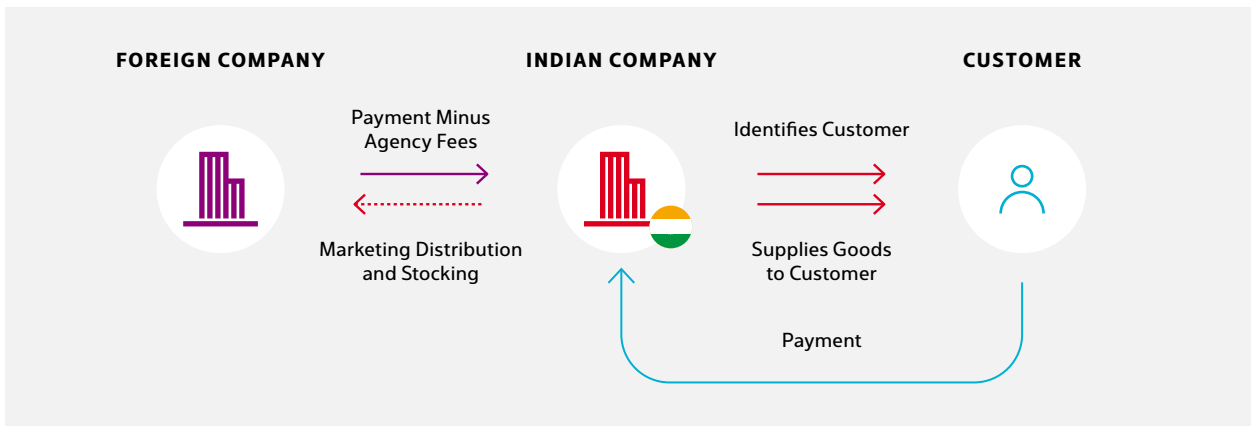 FOREIGN COMPANY
INDIAN COMPANY
CUSTOMER
Payment Minus
Agency Fees
Identifies Customer
Marketing Distribution
and Stocking
Supplies Goods
to Customer
Payment